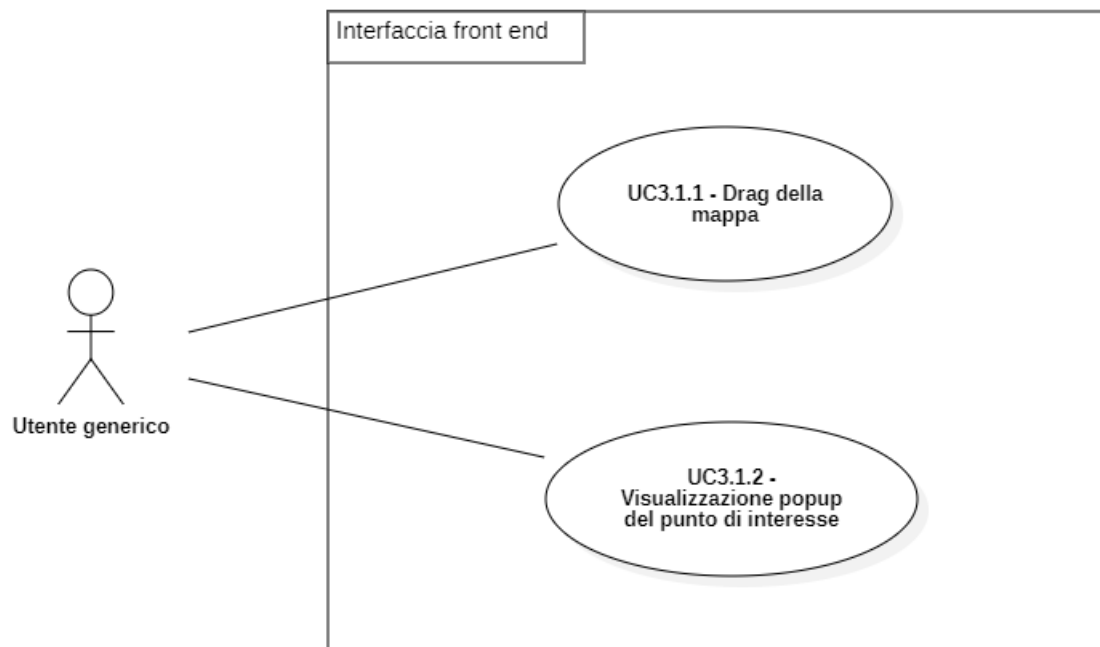 Interfaccia front end
UC3.1.1 - Drag della
mappa
Utente generico
UC3.1.2 -
Visualizzazione popup
del punto di interesse